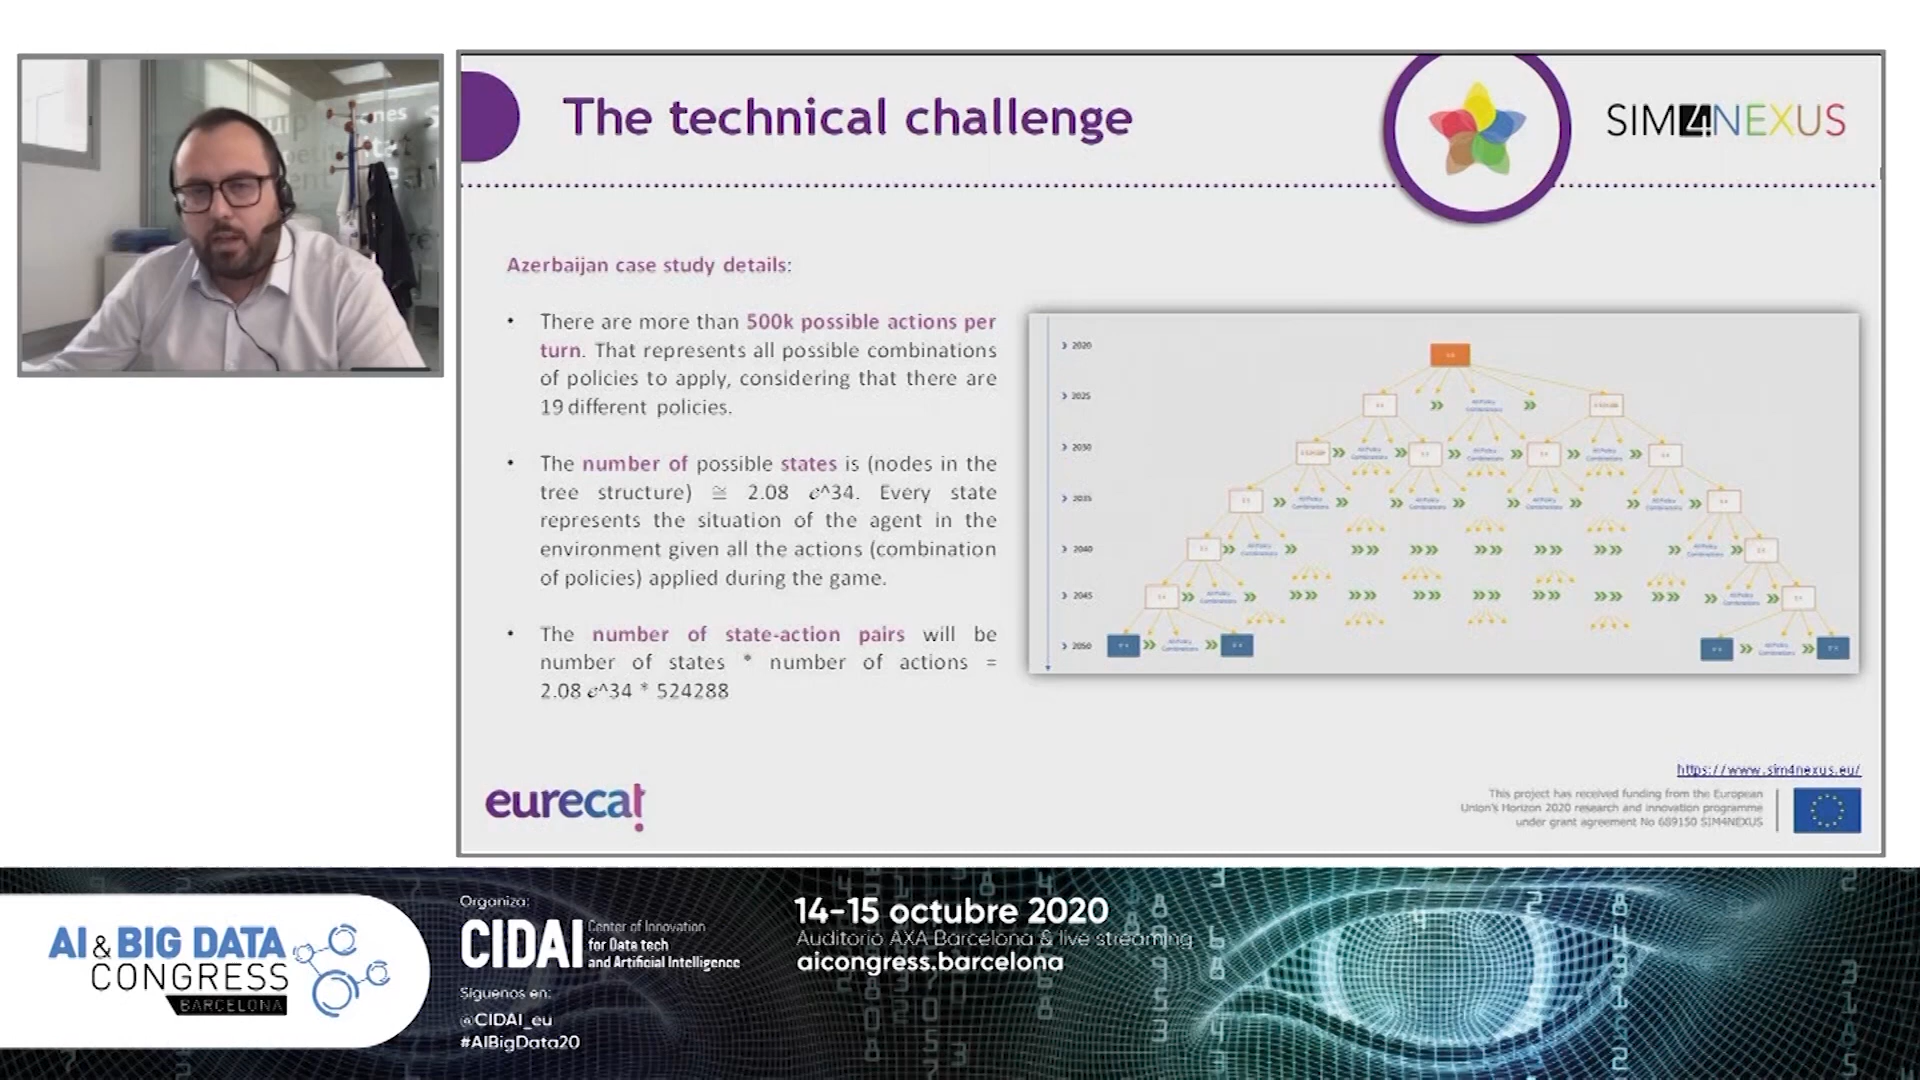 The technical challenge
SIM4NEXUS
Azerbaijan case study details:
• There are more than 500k possible actions per
turn. That represents all possible combinations
of policies to apply, considering that there are
19 different policies.
• The number of possible states is (nodes in the
tree structure) ≅ 2.08 e^34. Every state
represents the situation of the agent in the
environment given all the actions (combination
of policies) applied during the game.
• The number of state-action pairs will be
number of states * number of actions =
2.08 e^34 * 524288
2020
2025
2030
2035
2040
2045
2050
https://www.sim4nexus.eu/
This project has received funding from the European
Union's Horizon 2020 research and innovation programme
under grant agreement No 689150 SIM4NEXUS
eurecat
AI & BIG DATA
CONGRESS
BARCELONA
Organiza:
CIDAI
Center of Innovation
for Data tech
and Artificial Intelligence
Síguenos en:
@CIDAI_eu
#AIBigData20
14-15 octubre 2020
Auditorio AXA Barcelona & live streaming
aicongress.barcelona